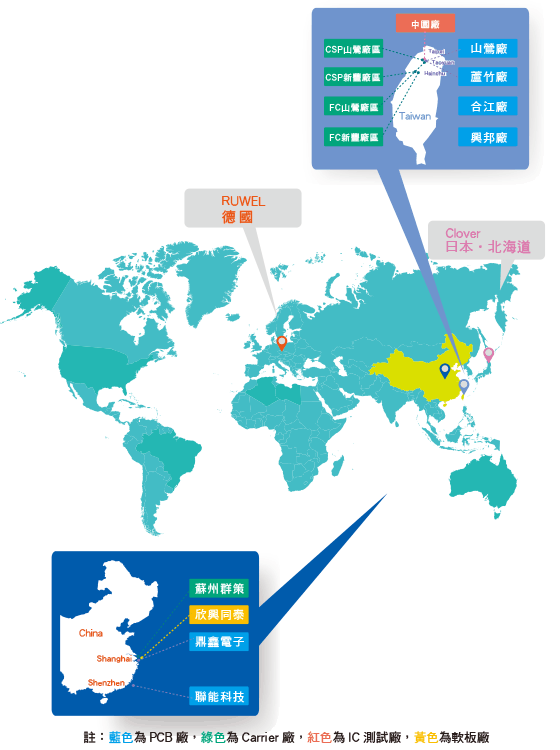 中園廠
CSP山鶯廠區
CSP新豐廠區
FC山鶯廠區
FC新豐廠區
Taipei
Taoyuan
Hsinchu
Taiwan
山鶯廠
蘆竹廠
合江廠
興邦廠
RUWEL
德國
Clover
日本・北海道
China
Shanghai
Shenzhen
蘇州群策
欣興同泰
鼎鑫電子
聯能科技
註：藍色為 PCB 廠，綠色為 Carrier 廠，紅色為 IC 測試廠，黃色為軟板廠